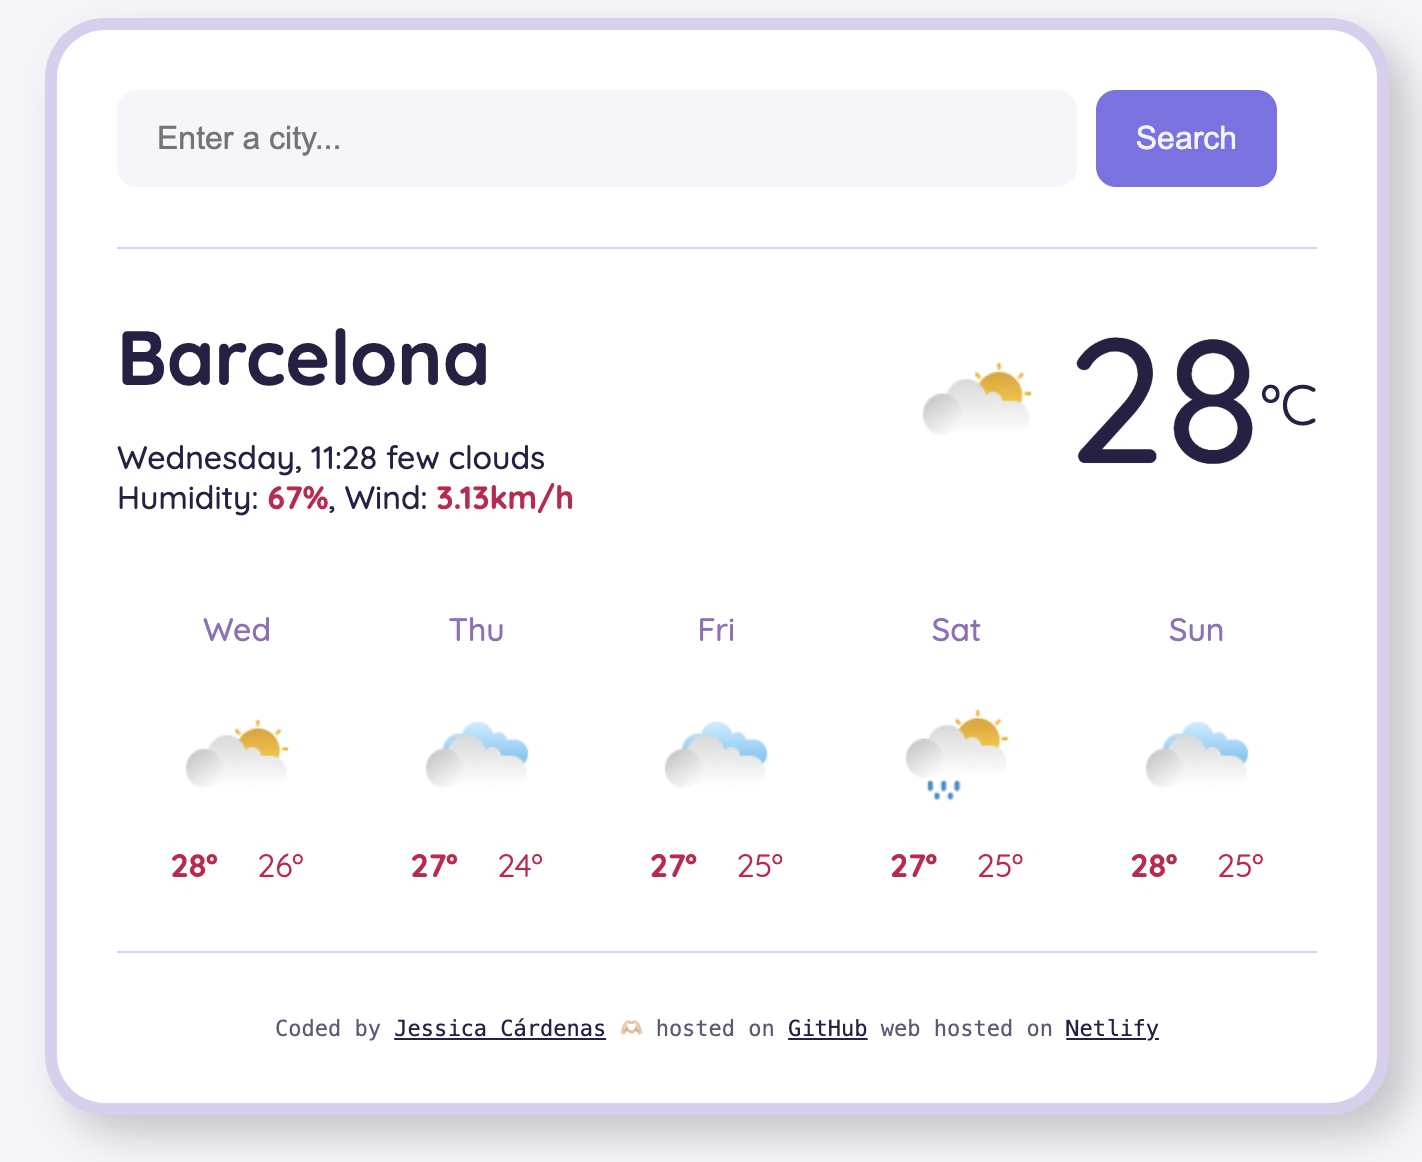 Enter a city...
Search
Barcelona
28°C
Wednesday, 11:28 few clouds
Humidity: 67%, Wind: 3.13km/h
Wed Thu Fri Sat Sun
28° 26° 27° 24° 27° 25° 27° 25° 28° 25°
Coded by Jessica Cárdenas 🫶🏻 hosted on GitHub web hosted on Netlify